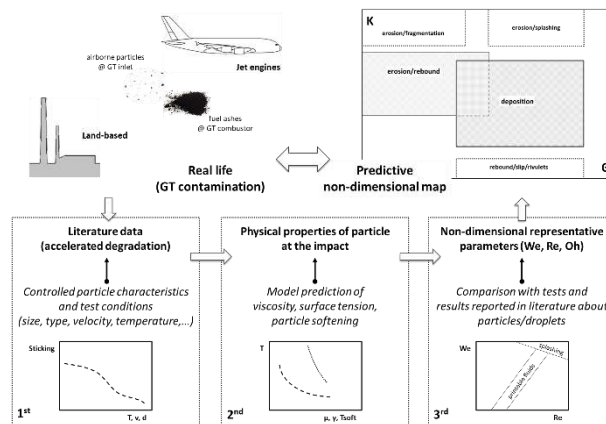 airborne particles
@ GT inlet
Jet engines
fuel ashes
@ GT combustor
Land-based
K
erosion/fragmentation
erosion/splashing
erosion/rebound
deposition
rebound/slip/rivulets
G
Real life
(GT contamination)
Predictive
non-dimensional map
Literature data
(accelerated degradation)
Controlled particle characteristics
and test conditions
(size, type, velocity, temperature,...)
Sticking
T, v, d
1st
Physical properties of particle
at the impact
Model prediction of
viscosity, surface tension,
particle softening
T
μ, γ, Tsoft
2nd
Non-dimensional representative
parameters (We, Re, Oh)
Comparison with tests and
results reported in literature about
particles/droplets
We
splashing
printable fluids
Re
3rd